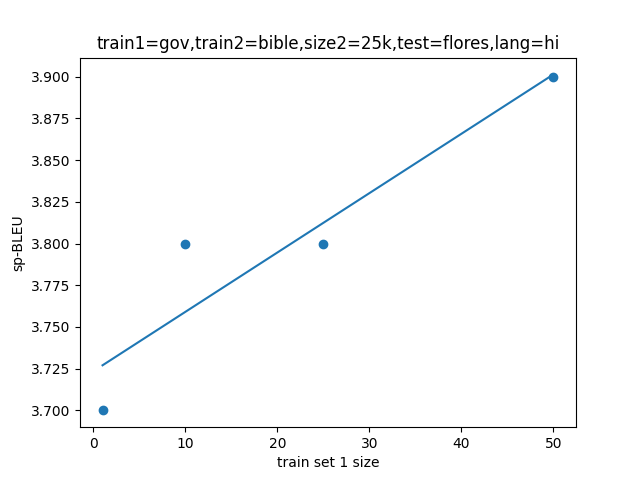 train1=gov,train2=bible,size2=25k,test=flores,lang=hi
3.900
3.875
3.850
3.825
3.800
3.775
3.750
3.725
3.700
sp-BLEU
0 10 20 30 40 50
train set 1 size